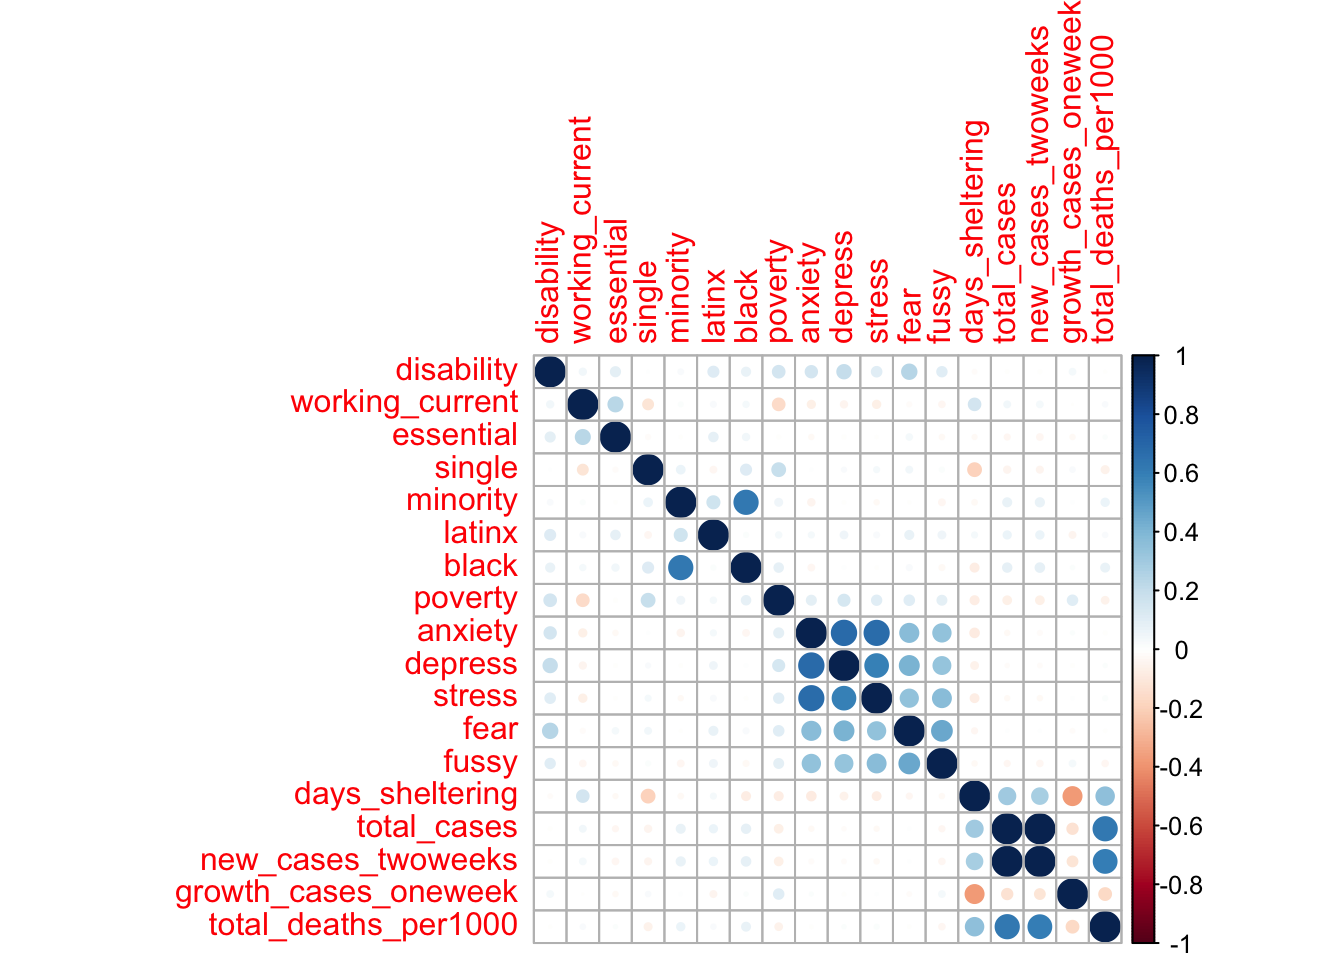 disability
working_current
essential
single
minority
latinx
black
poverty
anxiety
depress
stress
fear
fussy
days_sheltering
total_cases
new_cases_twoweeks
growth_cases_oneweek
total_deaths_per1000
disability
working_current
essential
single
minority
latinx
black
poverty
anxiety
depress
stress
fear
fussy
days_sheltering
total_cases
new_cases_twoweeks
growth_cases_oneweek
total_deaths_per1000
1
0.8
0.6
0.4
0.2
0
-0.2
-0.4
-0.6
-0.8
-1